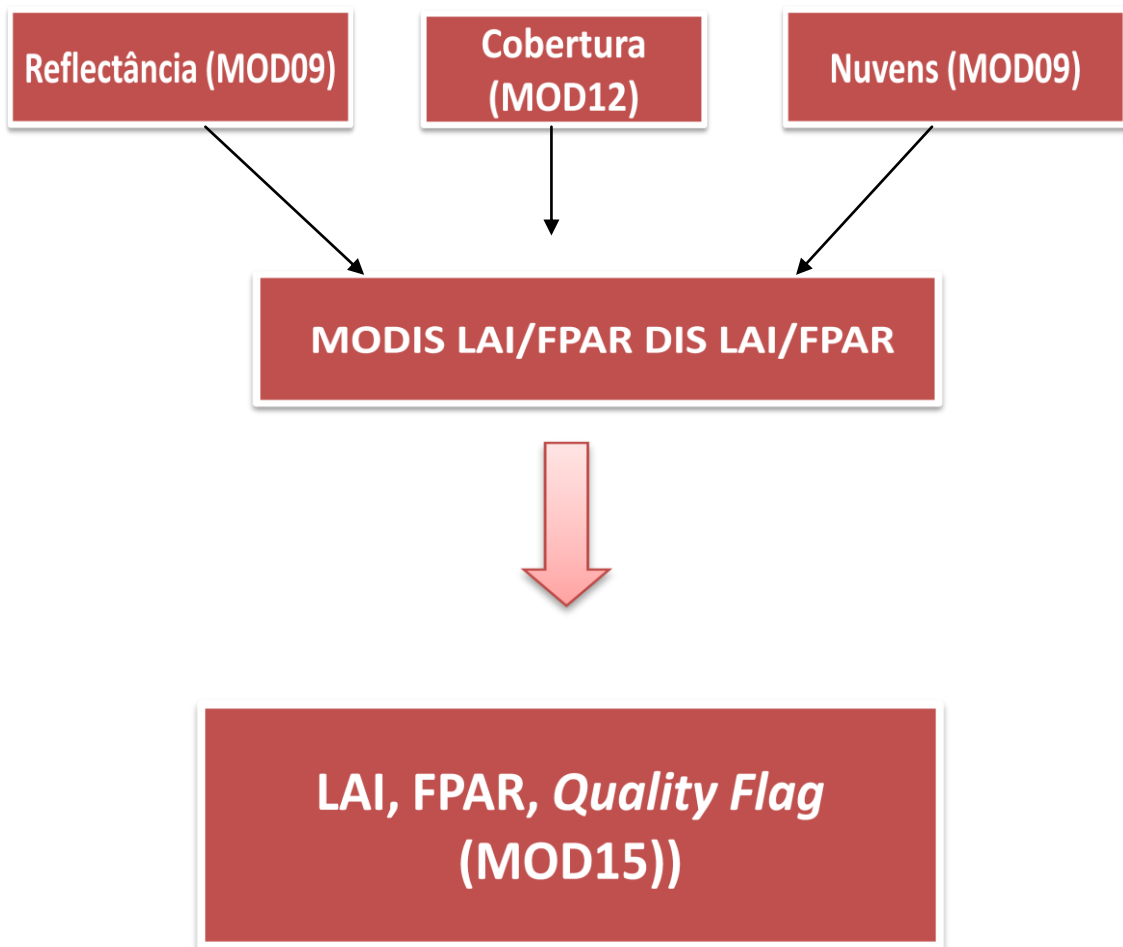 Reflectância (MOD09)
Cobertura
(MOD12)
Nuvens (MOD09)
MODIS LAI/FPAR DIS LAI/FPAR
LAI, FPAR, Quality Flag
(MOD15))